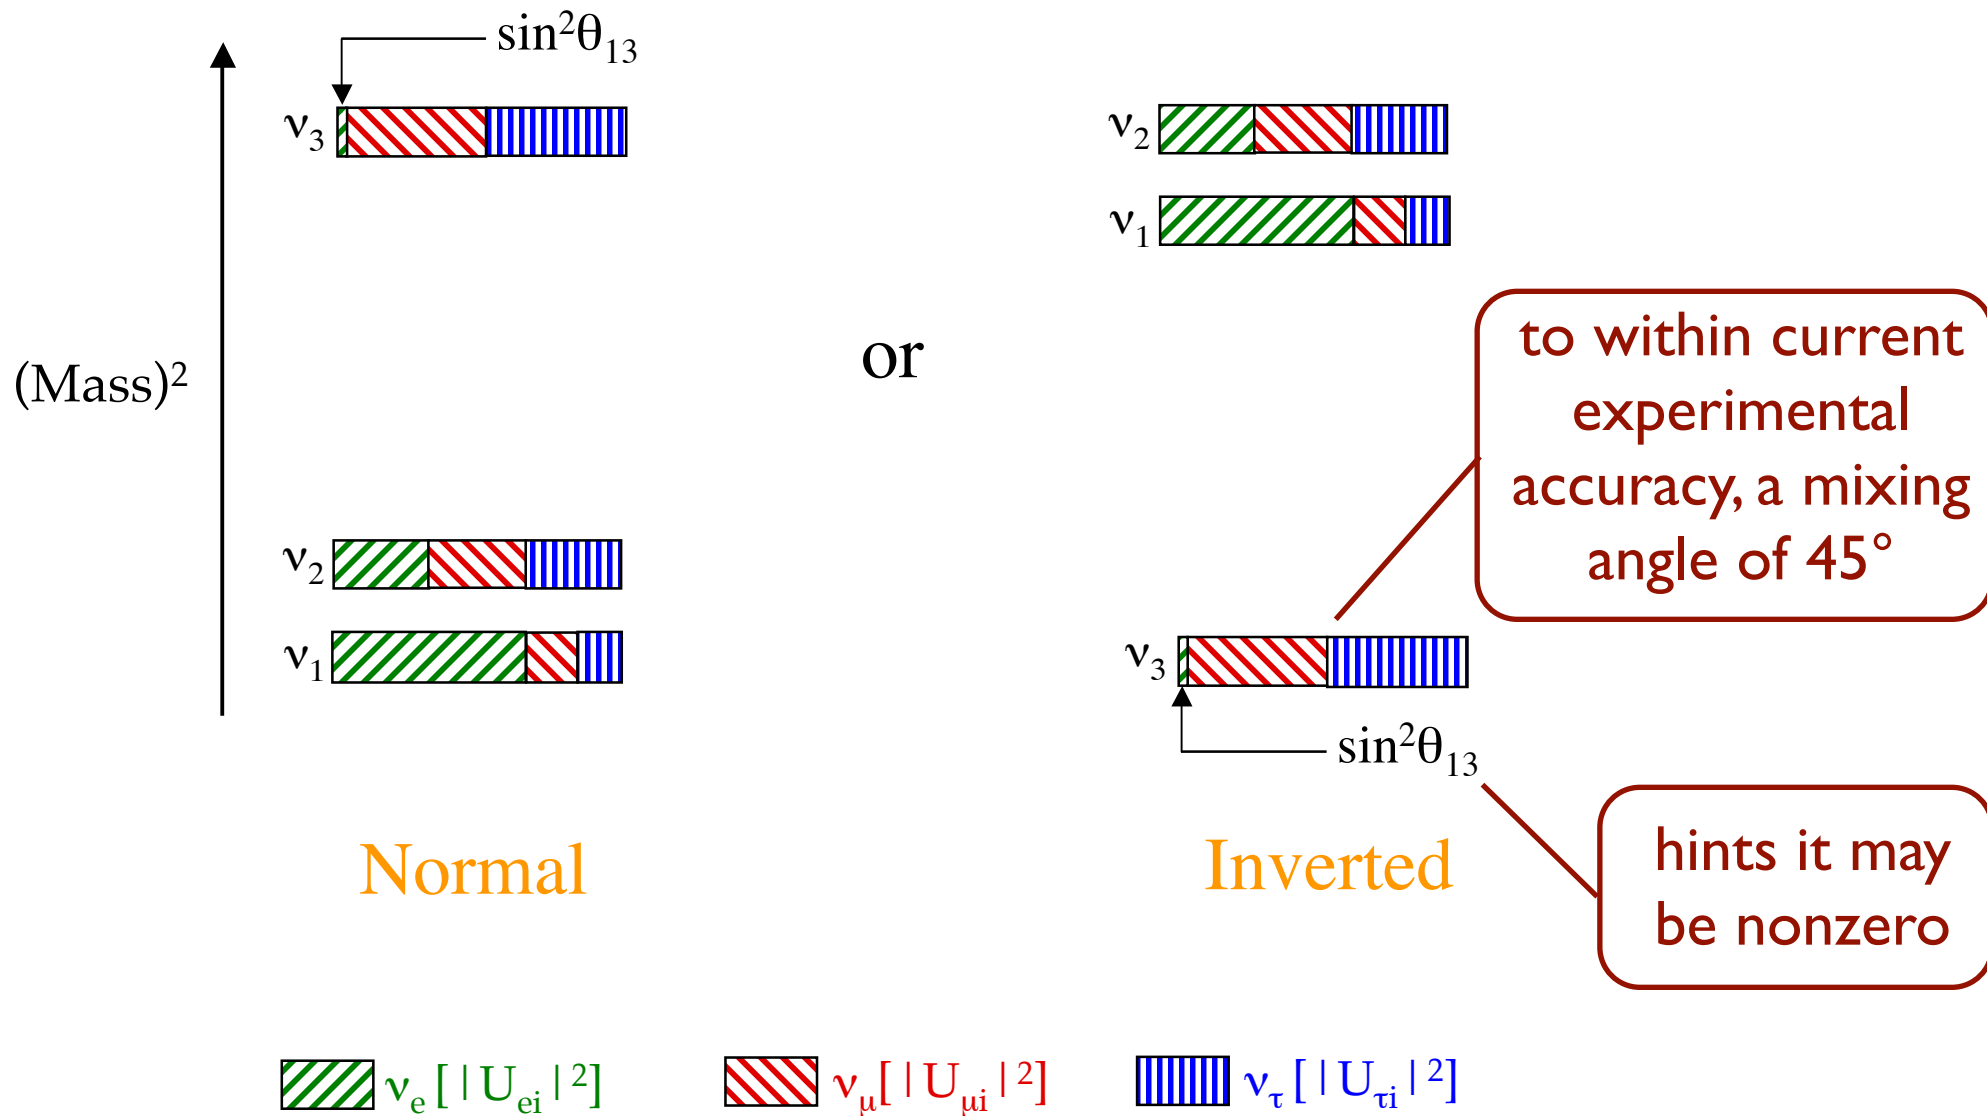 sin²θ₁₃
ν₃
ν₂
ν₁
(Mass)²
or
to within current
experimental
accuracy, a mixing
angle of 45°
ν₂
ν₁
ν₃
sin²θ₁₃
Normal
Inverted
hints it may
be nonzero
νₑ [ | Uₑᵢ | ²]
ν_μ[ | U_μi | ²]
ν_τ [ | U_τi | ²]